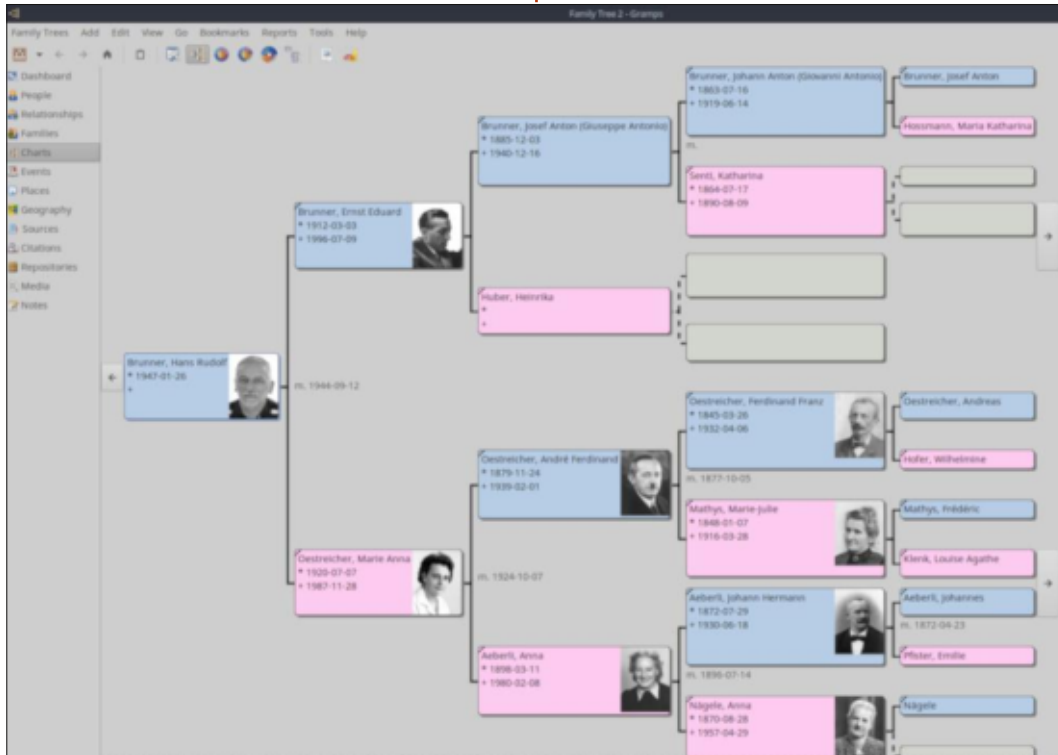 Family Tree 2 - Gramps
Family Trees Add Edit View Go Bookmarks Reports Tools Help
Dashboard
People
Relationships
Families
Charts
Events
Places
Geography
Sources
Citations
Repositories
Media
Notes
Brunner, Hans Rudolf
* 1947-01-26
+
m. 1944-09-12
Brunner, Ernst Eduard
* 1912-03-03
+ 1996-07-09
Oestreicher, Marie Anna
* 1920-07-07
+ 1987-11-28
Brunner, Josef Anton (Giuseppe Antonio)
* 1885-12-03
+ 1940-12-16
Huber, Heinrika
*
+
Oestreicher, André Ferdinand
* 1879-11-24
+ 1939-02-01
m. 1924-10-07
Aeberli, Anna
* 1898-03-11
+ 1980-02-08
Brunner, Johann Anton (Giovanni Antonio)
* 1863-07-16
+ 1919-06-14
m.
Senti, Katharina
* 1864-07-17
+ 1890-08-09
Oestreicher, Ferdinand Franz
* 1845-03-26
+ 1932-04-06
m. 1877-10-05
Mathys, Marie-Julie
* 1848-01-07
+ 1916-03-28
Aeberli, Johann Hermann
* 1872-07-29
+ 1930-06-18
m. 1896-07-14
Nägele, Anna
* 1870-08-28
+ 1957-04-29
Brunner, Josef Anton
Hossmann, Maria Katharina
Oestreicher, Andreas
Hofer, Wilhelmine
Mathys, Frédéric
Klenk, Louise Agathe
Aeberli, Johannes
m. 1872-04-23
Pfister, Emilie
Nägele